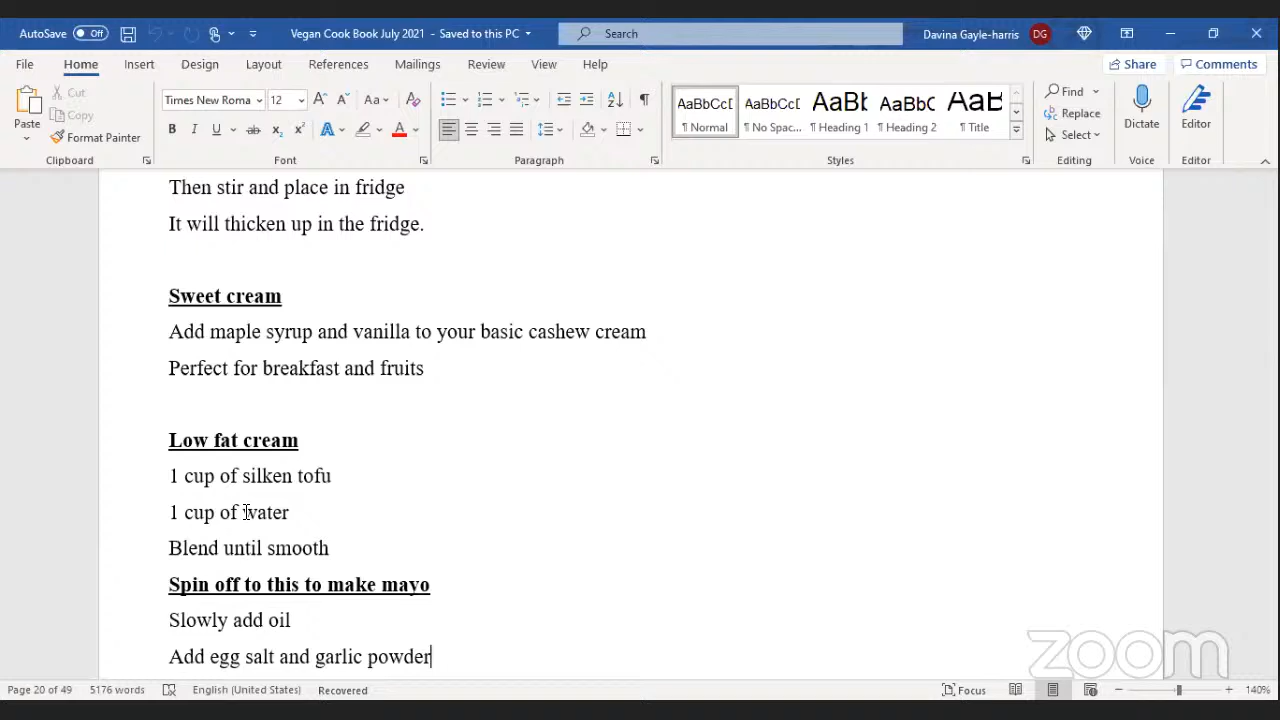 AutoSave Off Vegan Cook Book July 2021 - Saved to this PC Search Davina Gayle-harris DG
File Home Insert Design Layout References Mailings Review View Help Share Comments
Paste Cut Copy Format Painter
Times New Roma 12 Aa
B I U ab x₂ x² A A
AaBbCcD AaBbCcD AaBb AaBbC AaB
¶ Normal ¶ No Spac... ¶ Heading 1 ¶ Heading 2 ¶ Title
Find Replace Select Dictate Editor
Clipboard Font Paragraph Styles Editing Voice Editor
Then stir and place in fridge
It will thicken up in the fridge.
Sweet cream
Add maple syrup and vanilla to your basic cashew cream
Perfect for breakfast and fruits
Low fat cream
1 cup of silken tofu
1 cup of water
Blend until smooth
Spin off to this to make mayo
Slowly add oil
Add egg salt and garlic powder
zoom
Page 20 of 49 5176 words English (United States) Recovered Focus 140%